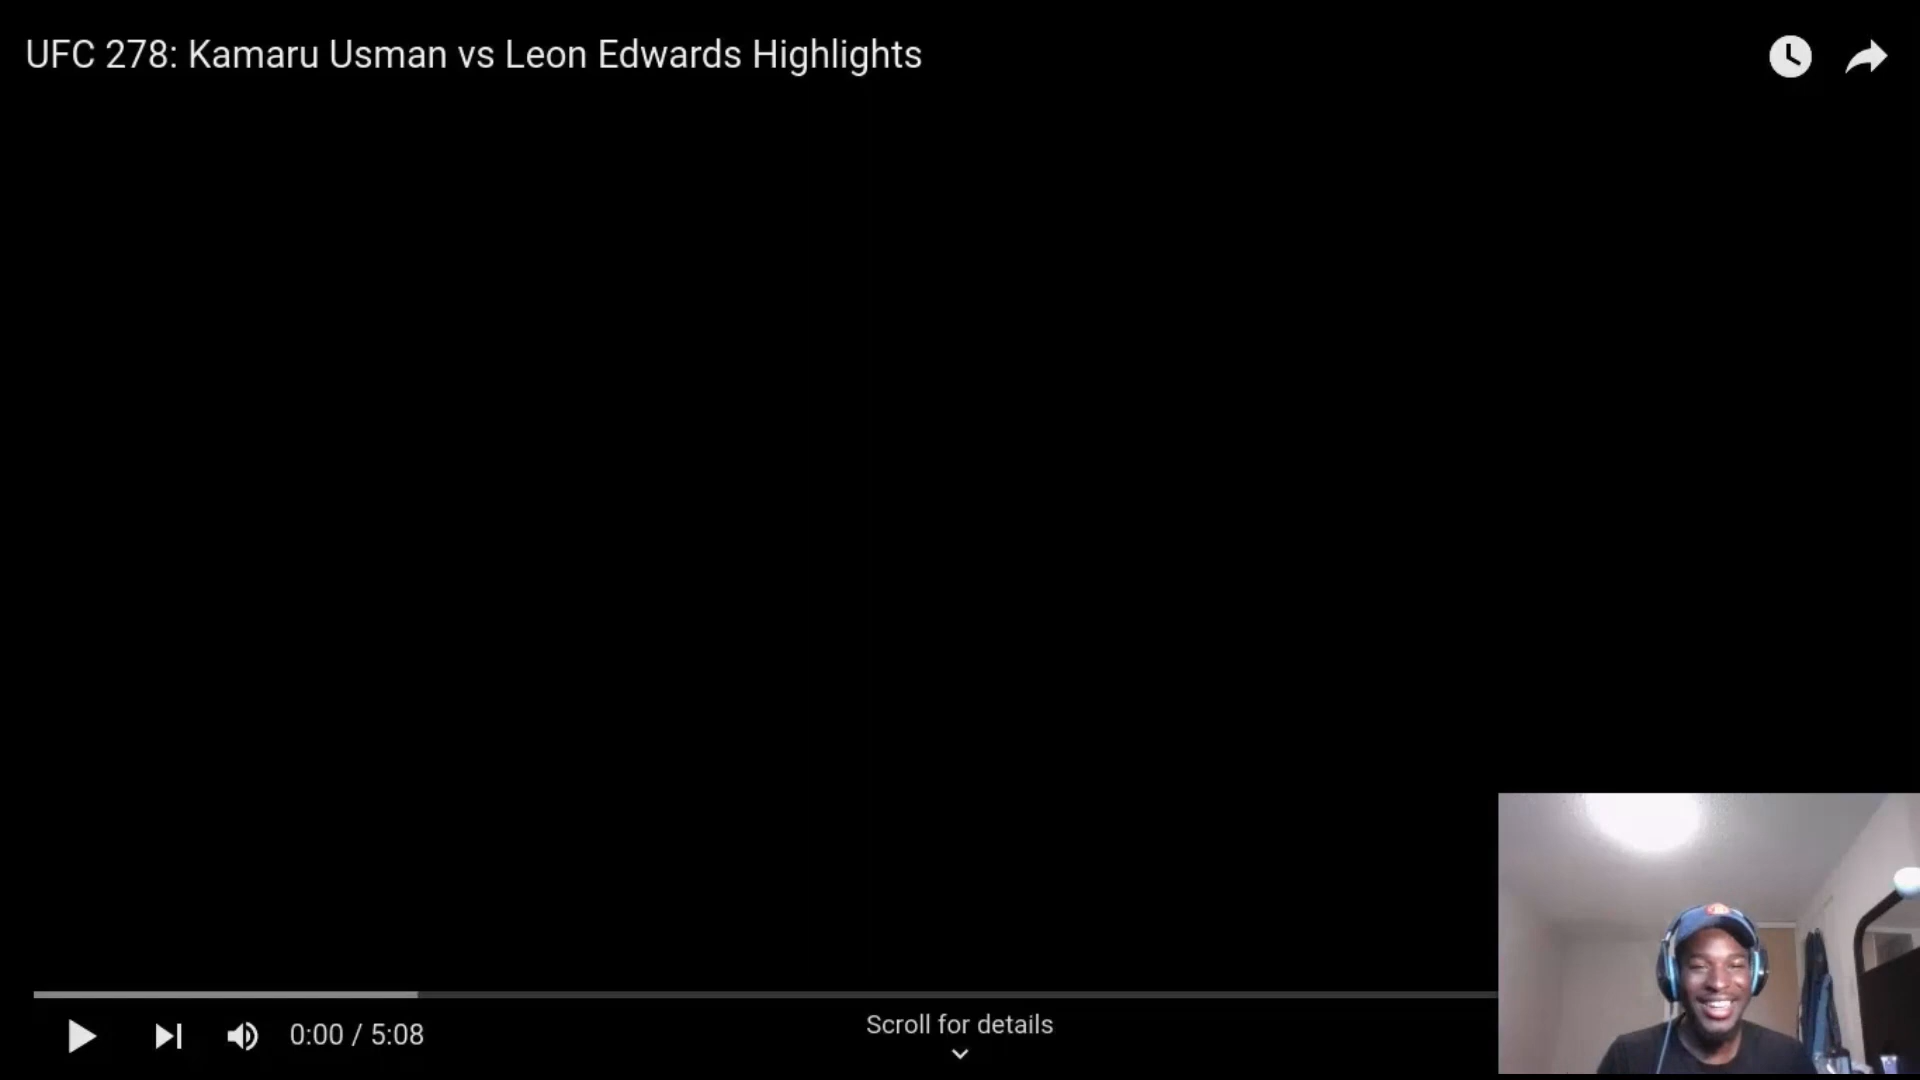 UFC 278: Kamaru Usman vs Leon Edwards Highlights
0:00 / 5:08
Scroll for details